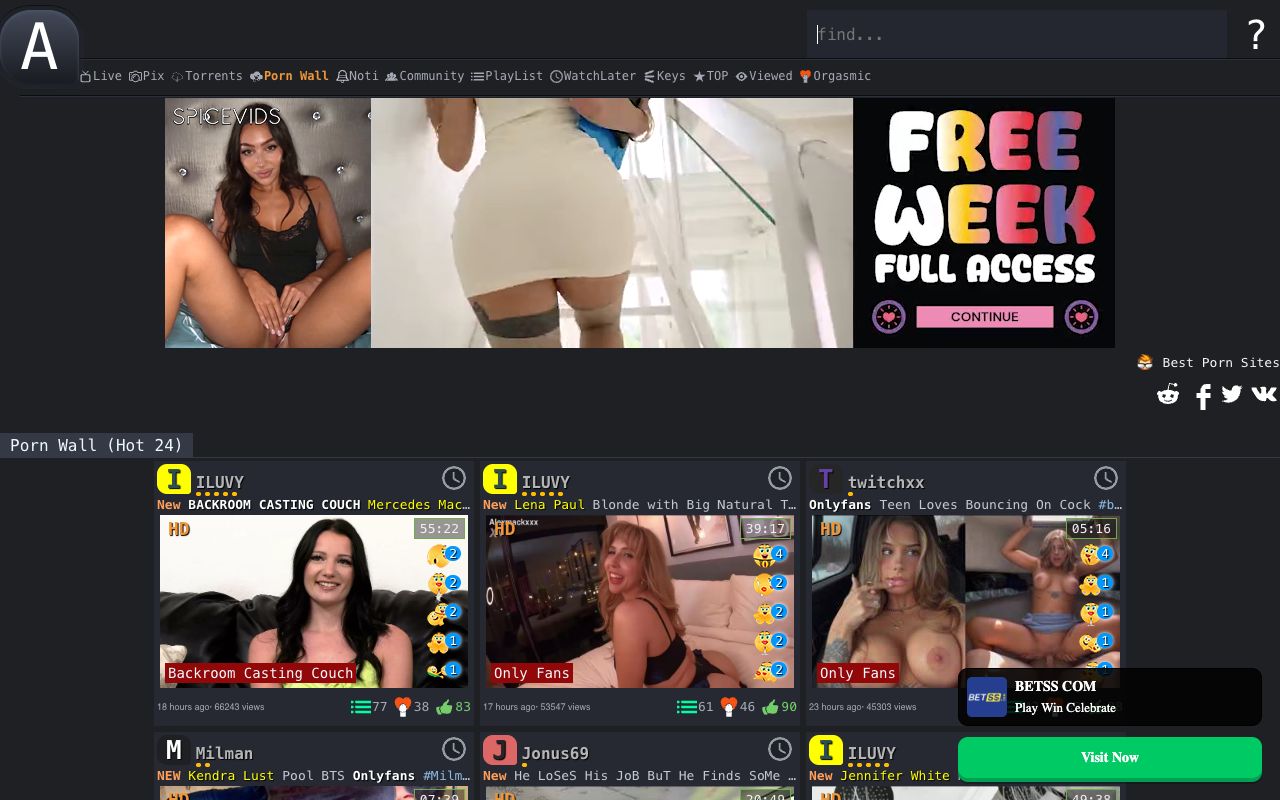 A
find...
?
Live Pix Torrents Porn Wall Noti Community PlayList WatchLater Keys TOP Viewed Orgasmic
SPICEVIDS
FREE
WEEK
FULL ACCESS
CONTINUE
Best Porn Sites
Porn Wall (Hot 24)
I ILUVY
New BACKROOM CASTING COUCH Mercedes Mac…
HD 55:22
2
2
2
1
1
Backroom Casting Couch
18 hours ago· 66243 views 77 38 83
I ILUVY
New Lena Paul Blonde with Big Natural T…
HD 39:17
4
2
2
2
2
Only Fans
17 hours ago· 53547 views 61 46 90
T twitchxx
Onlyfans Teen Loves Bouncing On Cock #b…
HD 05:16
4
1
1
1
Only Fans
23 hours ago· 45303 views
BETSS COM
Play Win Celebrate
Visit Now
M Milman
NEW Kendra Lust Pool BTS Onlyfans #Milm…
HD 07:39
J Jonus69
New He LoSeS His JoB BuT He Finds SoMe …
HD 20:49
I ILUVY
New Jennifer White
HD 49:38